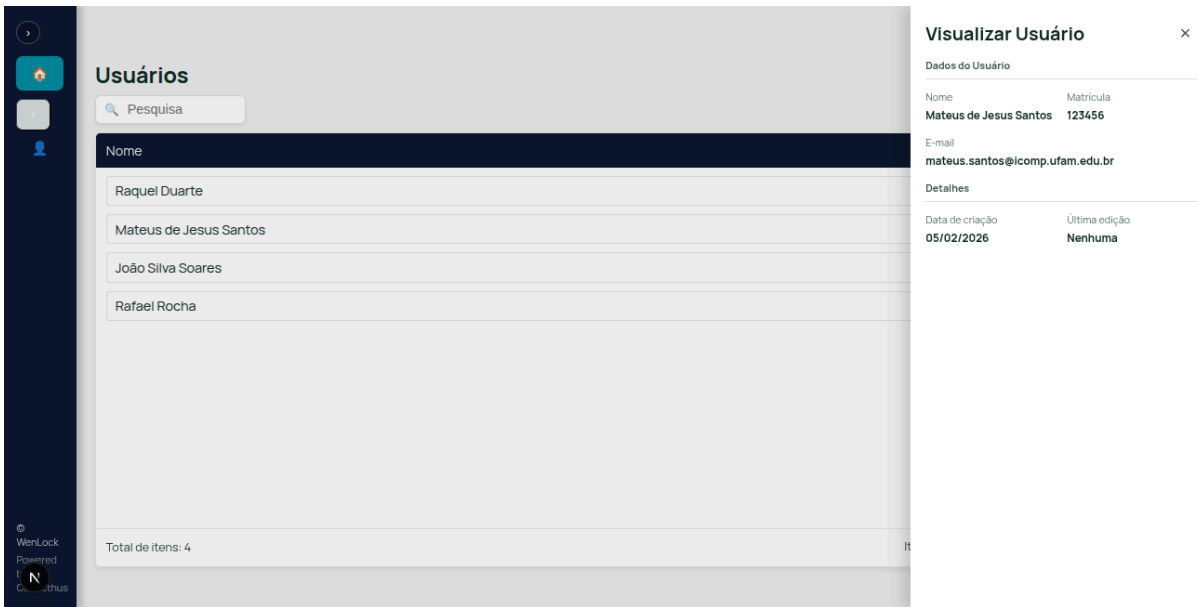 Usuários
Pesquisa
Nome
Raquel Duarte
Mateus de Jesus Santos
João Silva Soares
Rafael Rocha
Total de itens: 4
©
WenLock
Powered
N
Visualizar Usuário
Dados do Usuário
Nome Matrícula
Mateus de Jesus Santos 123456
E-mail
mateus.santos@icomp.ufam.edu.br
Detalhes
Data de criação Última edição
05/02/2026 Nenhuma